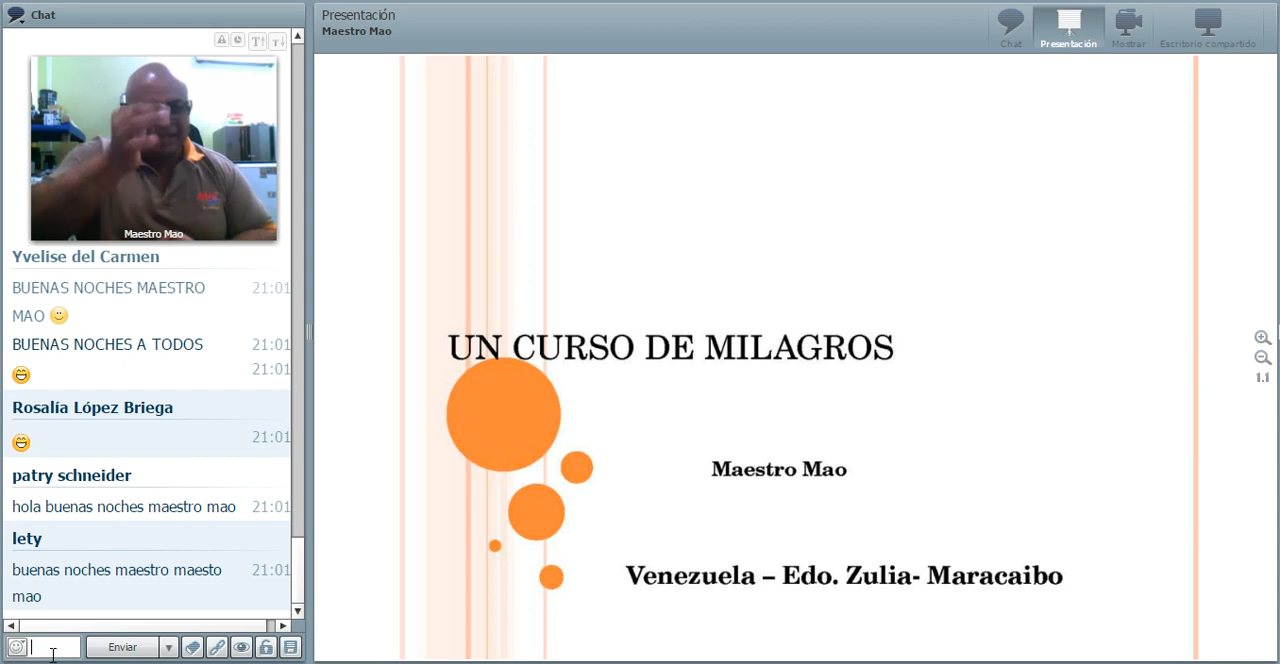 Chat
Maestro Mao
Yvelise del Carmen
BUENAS NOCHES MAESTRO 21:01
MAO
BUENAS NOCHES A TODOS 21:01
21:01
Rosalía López Briega
21:01
patry schneider
hola buenas noches maestro mao 21:01
lety
buenas noches maestro maesto 21:01
mao
Enviar
Presentación
Maestro Mao
Chat
Presentación
Mostrar
Escritorio compartido
UN CURSO DE MILAGROS
Maestro Mao
Venezuela – Edo. Zulia- Maracaibo
1.1